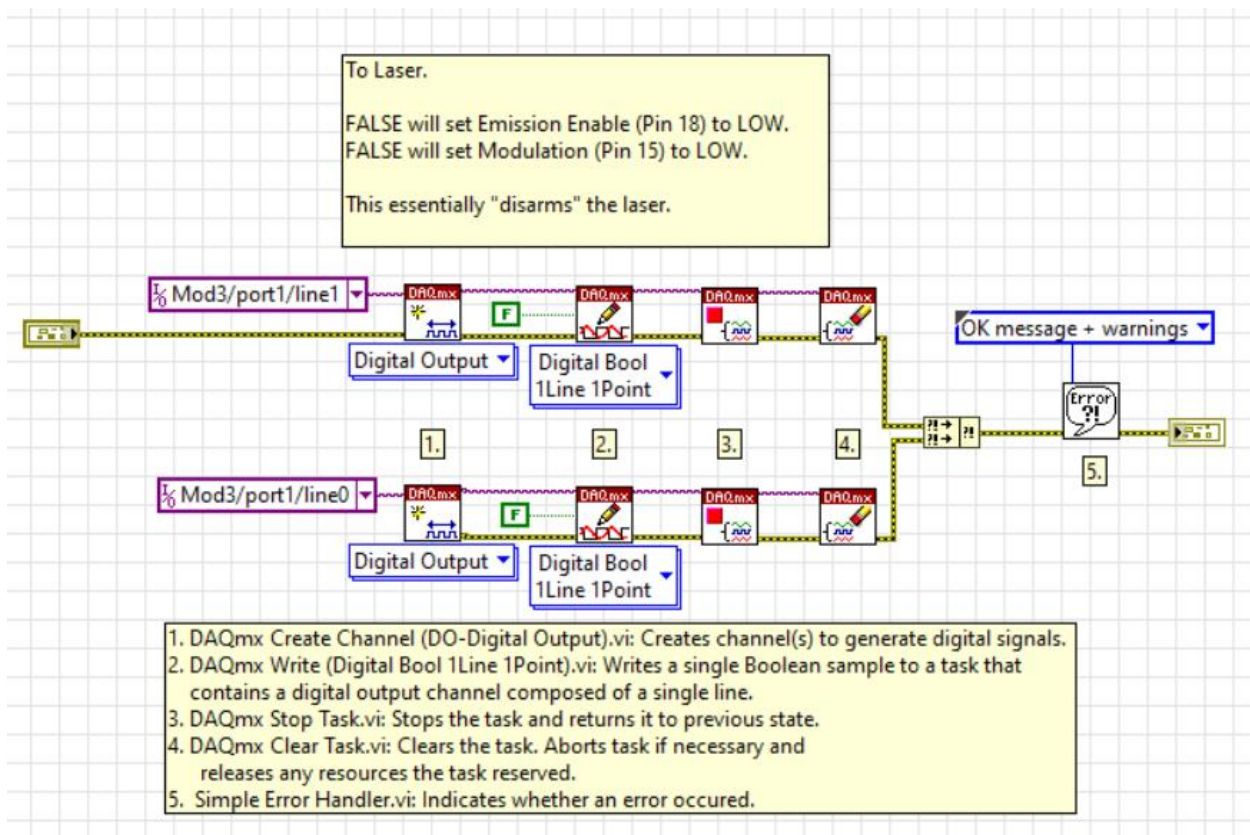 To Laser.
FALSE will set Emission Enable (Pin 18) to LOW.
FALSE will set Modulation (Pin 15) to LOW.
This essentially "disarms" the laser.
Mod3/port1/line1
DAQmx
F
DAQmx
DAQmx
DAQmx
OK message + warnings
Digital Output
Digital Bool
1Line 1Point
Error
?!
?!
?!
?!
1.
2.
3.
4.
5.
Mod3/port1/line0
DAQmx
F
DAQmx
DAQmx
DAQmx
Digital Output
Digital Bool
1Line 1Point
1. DAQmx Create Channel (DO-Digital Output).vi: Creates channel(s) to generate digital signals.
2. DAQmx Write (Digital Bool 1Line 1Point).vi: Writes a single Boolean sample to a task that
contains a digital output channel composed of a single line.
3. DAQmx Stop Task.vi: Stops the task and returns it to previous state.
4. DAQmx Clear Task.vi: Clears the task. Aborts task if necessary and
releases any resources the task reserved.
5. Simple Error Handler.vi: Indicates whether an error occured.